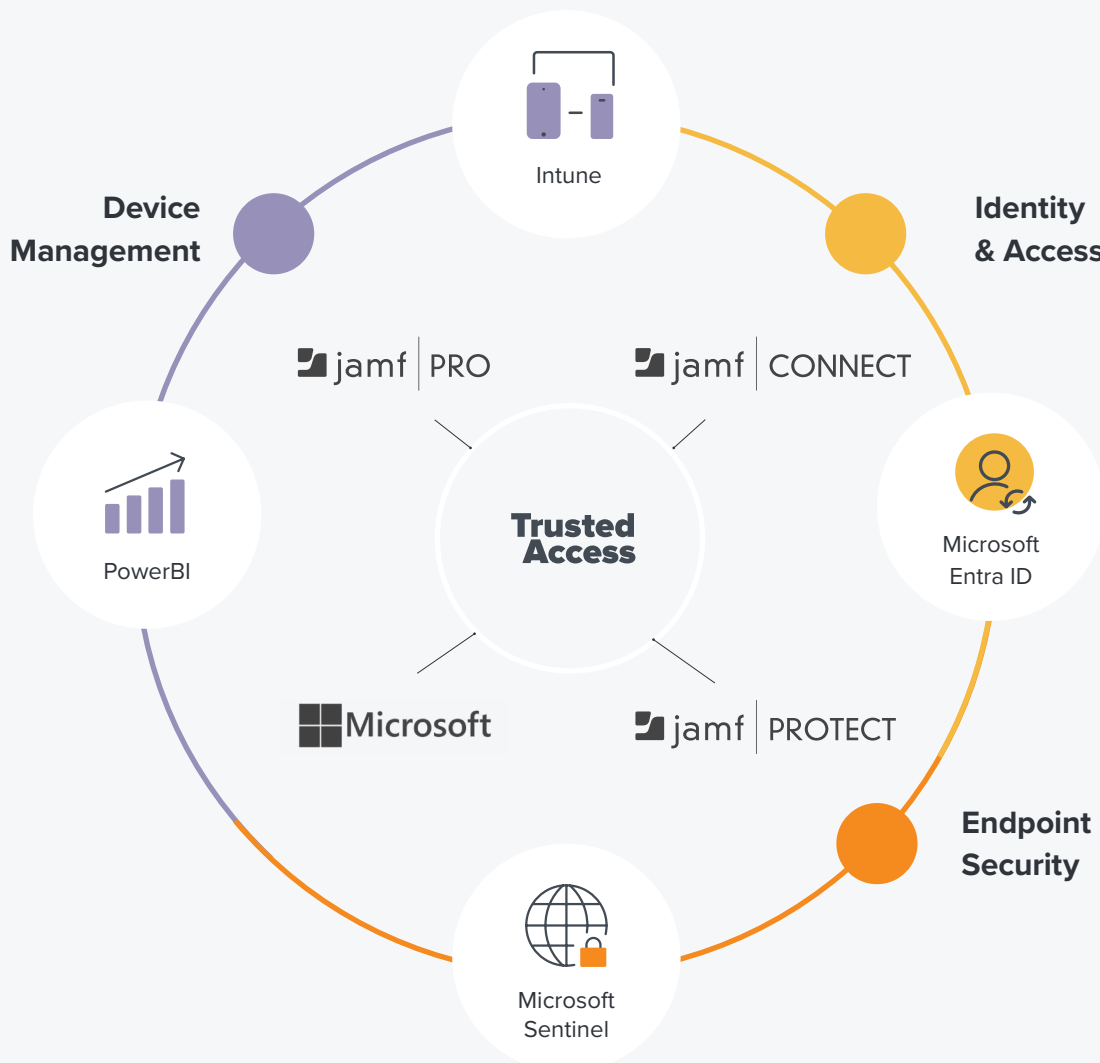 Intune
Device
Management
Identity
& Access
jamf | PRO
jamf | CONNECT
PowerBI
Trusted
Access
Microsoft
Entra ID
Microsoft
jamf | PROTECT
Endpoint
Security
Microsoft
Sentinel